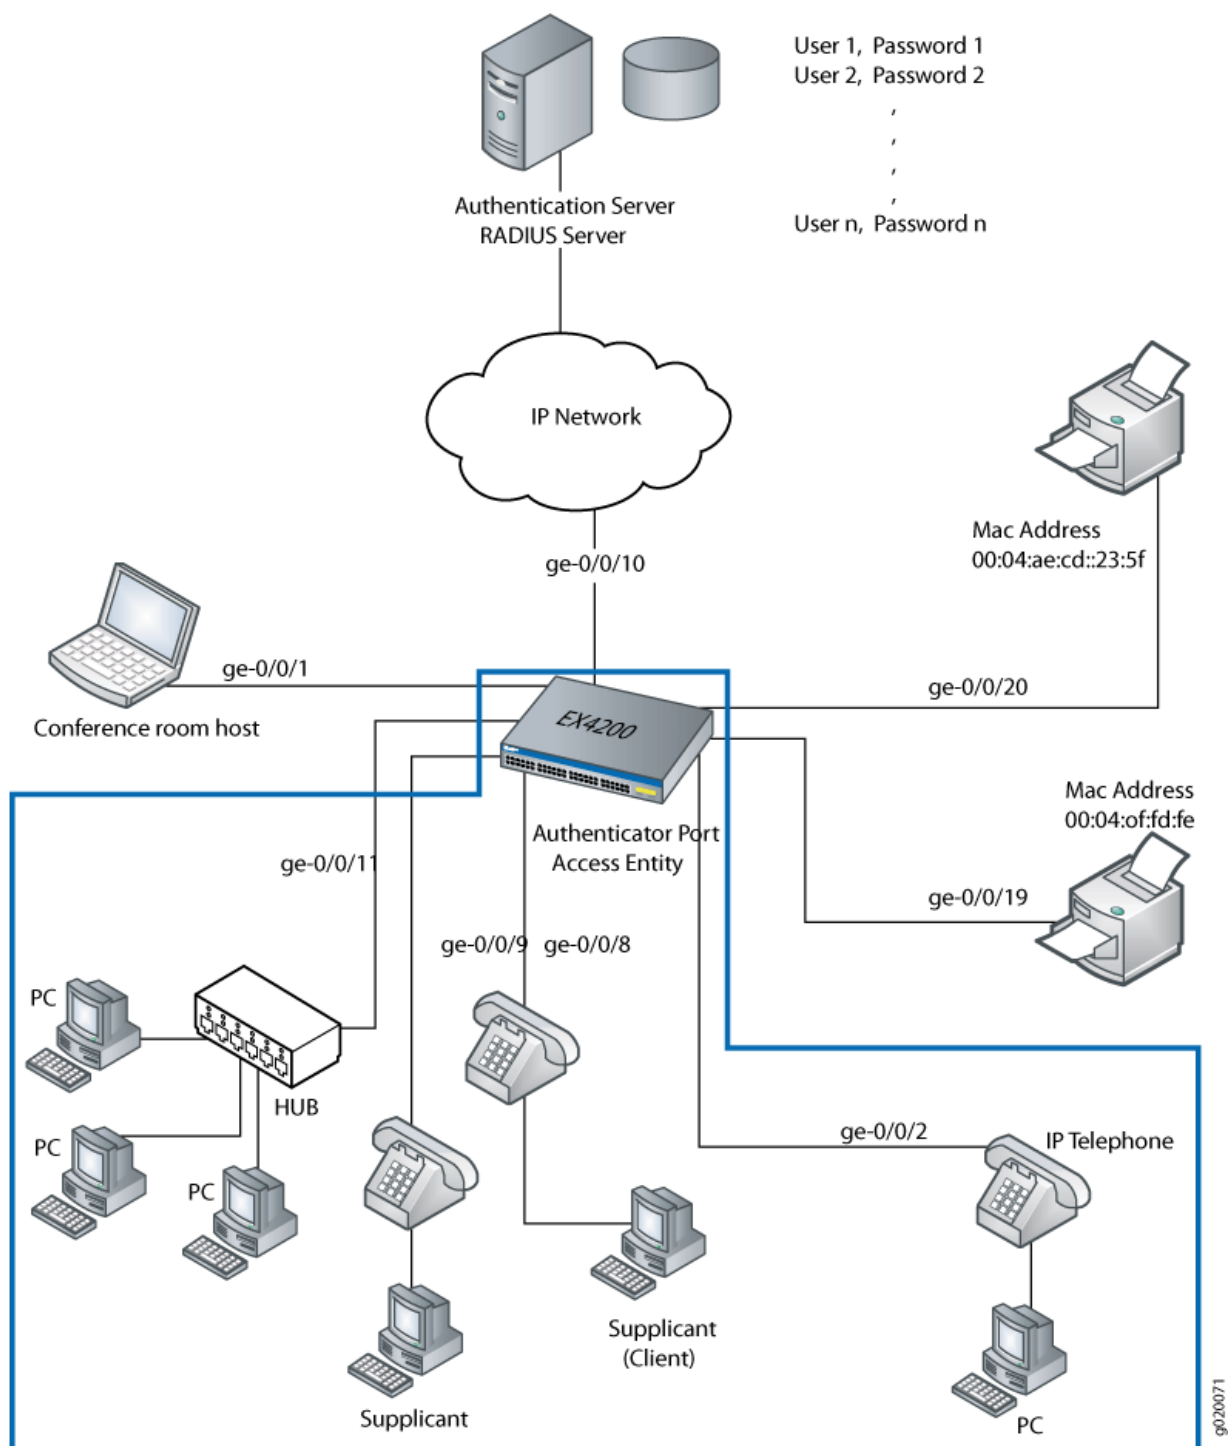 User 1, Password 1
User 2, Password 2
,
,
,
,
User n, Password n
Authentication Server
RADIUS Server
IP Network
Mac Address
00:04:ae:cd::23:5f
ge-0/0/10
ge-0/0/1
ge-0/0/20
Conference room host
EX4200
Mac Address
00:04:of:fd:fe
Authenticator Port
Access Entity
ge-0/0/11
ge-0/0/19
ge-0/0/9
ge-0/0/8
PC
HUB
ge-0/0/2
IP Telephone
PC
PC
Supplicant
(Client)
Supplicant
PC
g020071